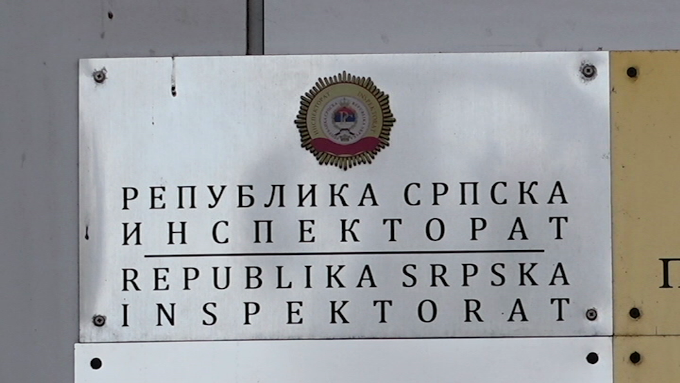 РЕПУБЛИКА СРПСКА
ИНСПЕКТОРАТ
REPUBLIKA SRPSKA
INSPEKTORAT
П